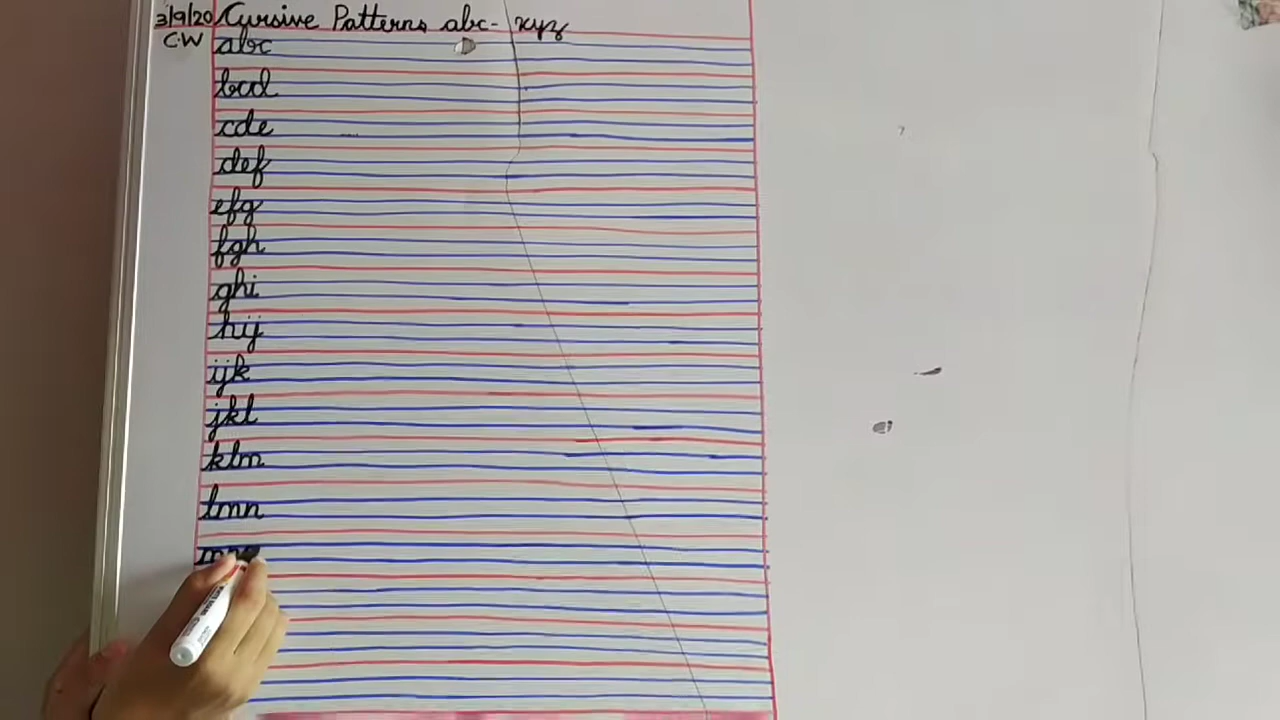 3/9/20 Cursive Patterns abc- xyz
C.W abc
bcd
cde
def
efg
fgh
ghi
hij
ijk
jkl
klm
lmn